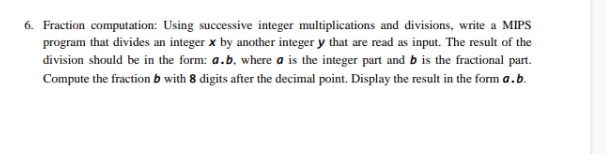 6. Fraction computation: Using successive integer multiplications and divisions, write a MIPS
program that divides an integer x by another integer y that are read as input. The result of the
division should be in the form: a.b, where a is the integer part and b is the fractional part.
Compute the fraction b with 8 digits after the decimal point. Display the result in the form a.b.